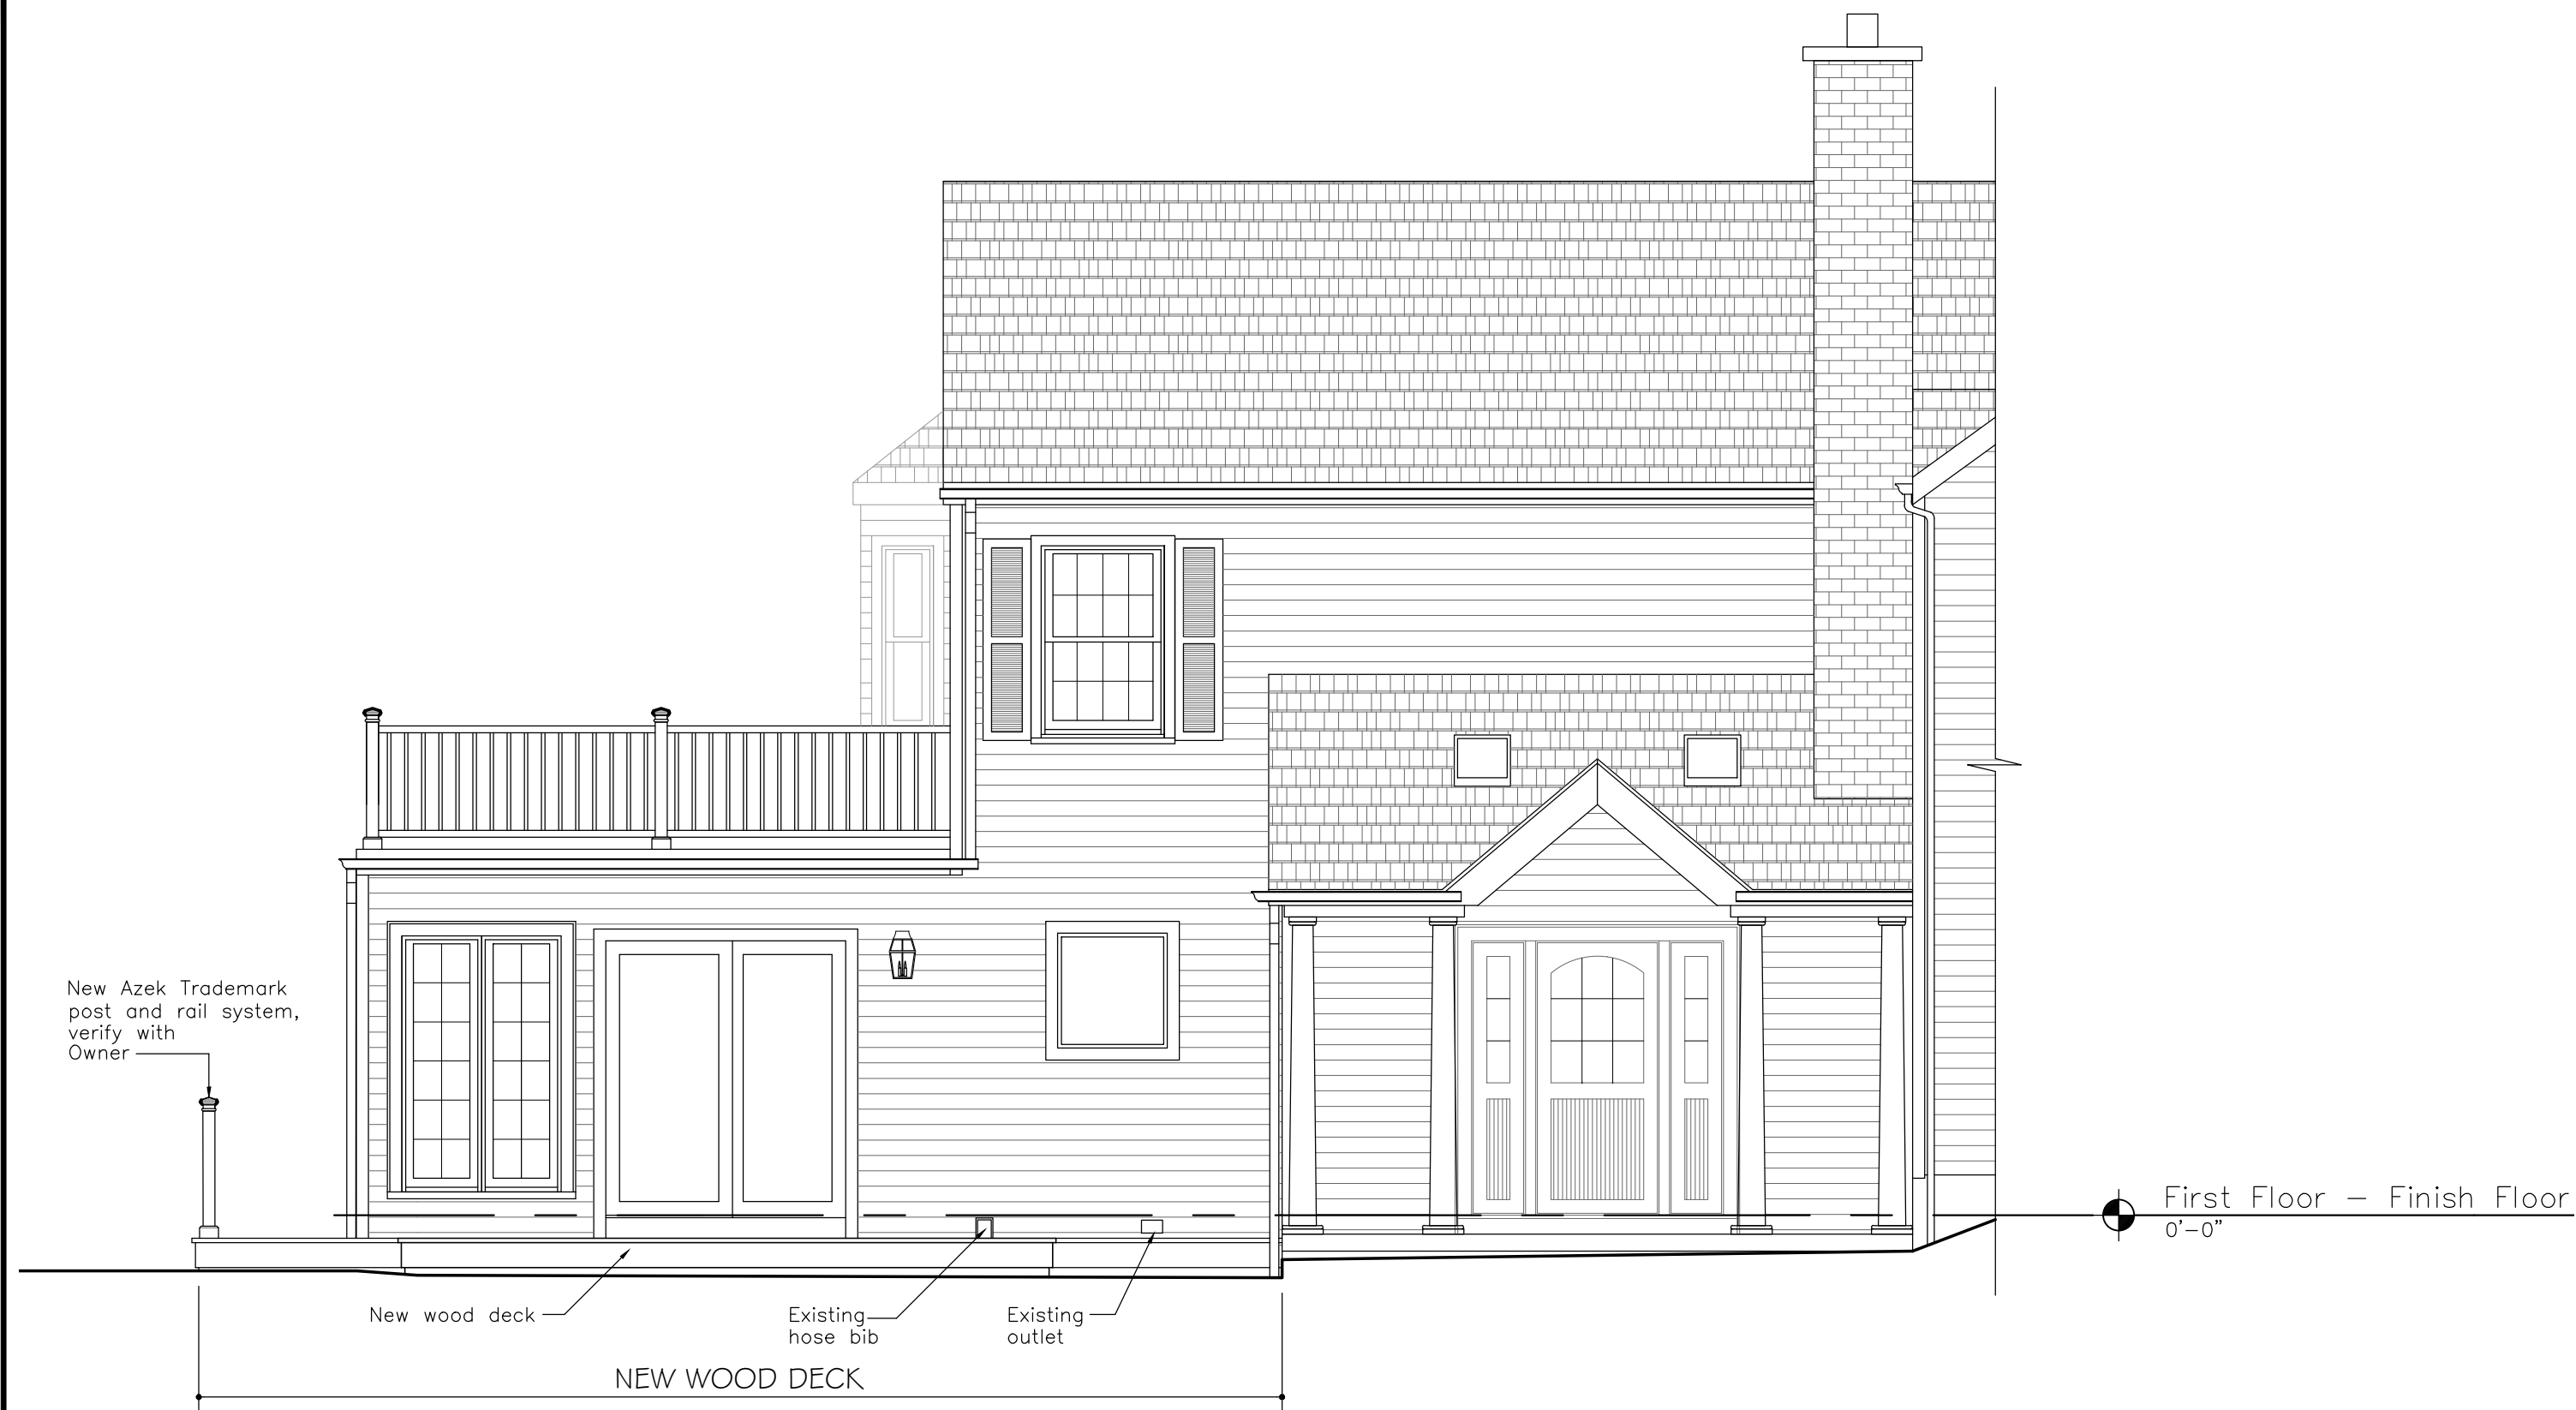 New Azek Trademark
post and rail system,
verify with
Owner
First Floor – Finish Floor
0'-0"
New wood deck
Existing
hose bib
Existing
outlet
NEW WOOD DECK